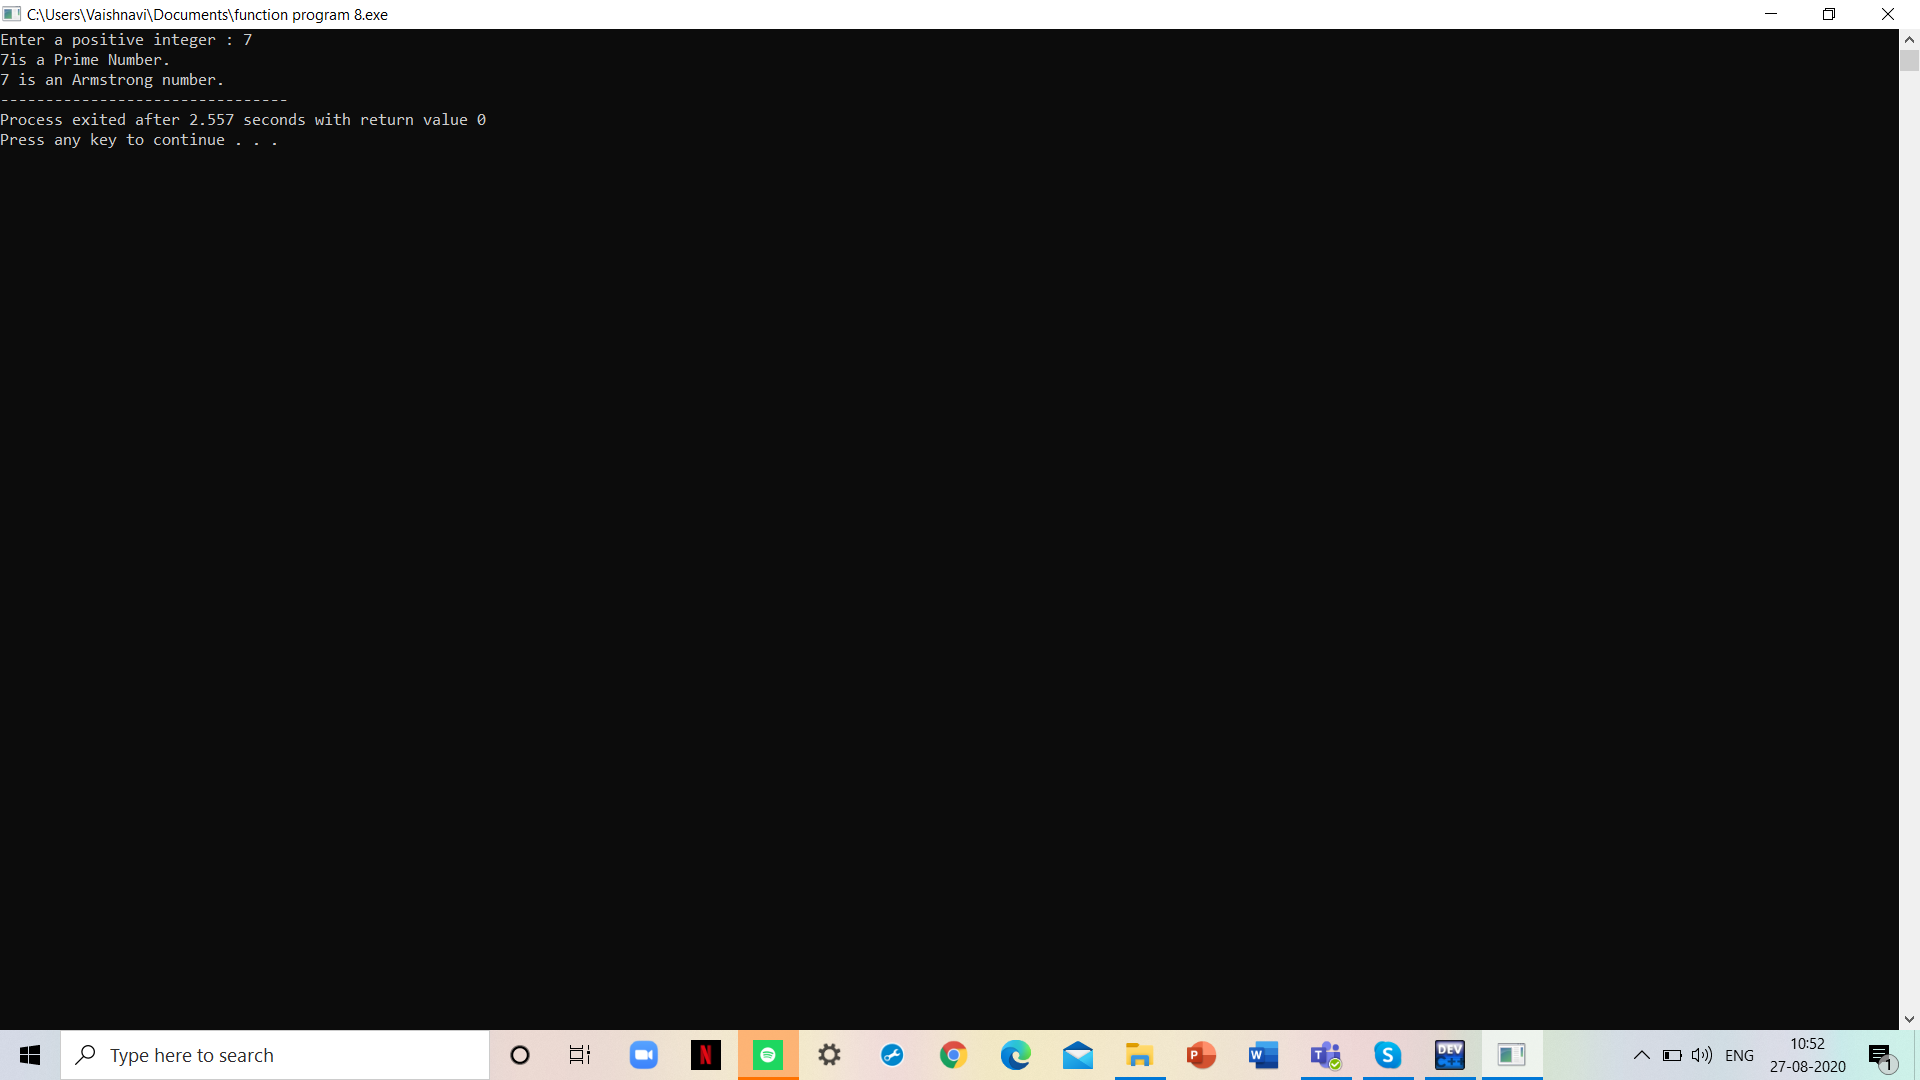 C:\Users\Vaishnavi\Documents\function program 8.exe
Enter a positive integer : 7
7is a Prime Number.
7 is an Armstrong number.
--------------------------------
Process exited after 2.557 seconds with return value 0
Press any key to continue . . .
Type here to search
N
P
W
T
S
DEV
C++
ENG
10:52
27-08-2020
1